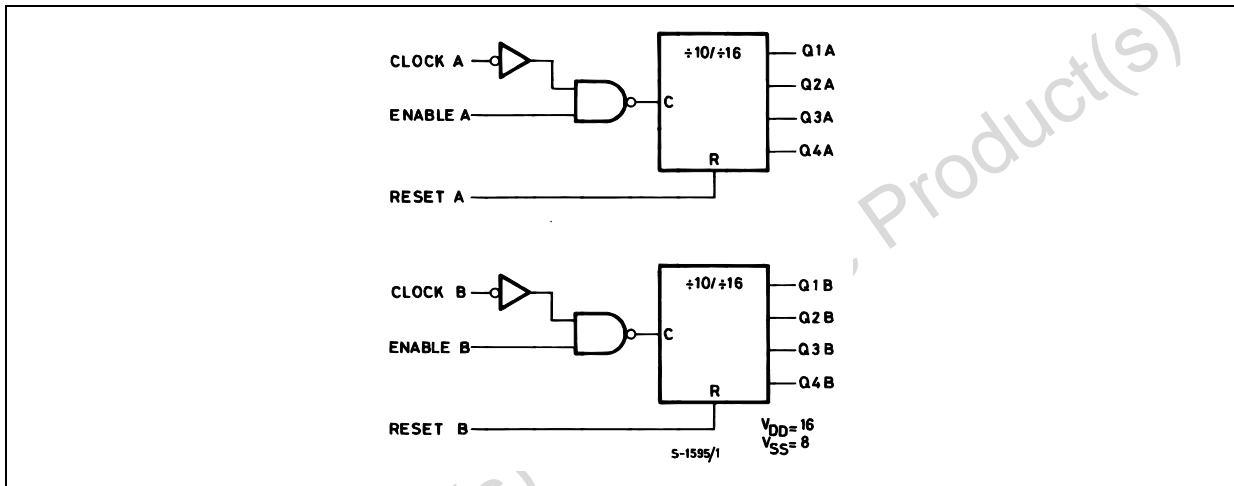 CLOCK A
ENABLE A
RESET A
÷10/÷16
C
R
Q1A
Q2A
Q3A
Q4A
CLOCK B
ENABLE B
RESET B
÷10/÷16
C
R
Q1B
Q2B
Q3B
Q4B
VDD=16
VSS=8
S-1595/1
, Product(s)